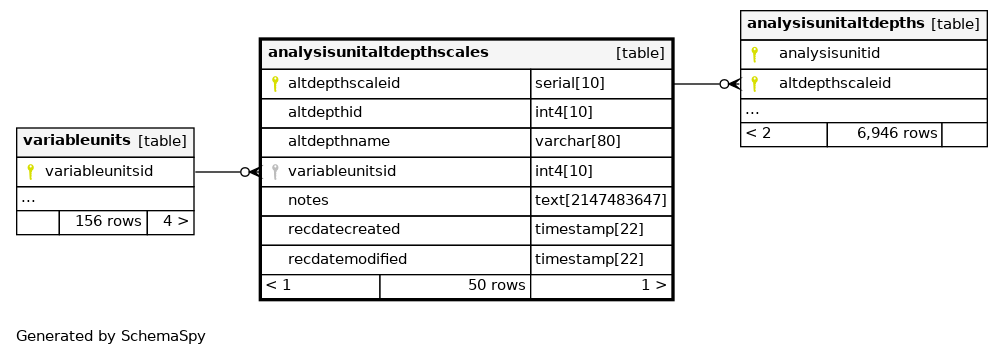 variableunits [table]
variableunitsid
...
156 rows 4 >
analysisunitaltdepthscales [table]
altdepthscaleid serial[10]
altdepthid int4[10]
altdepthname varchar[80]
variableunitsid int4[10]
notes text[2147483647]
recdatecreated timestamp[22]
recdatemodified timestamp[22]
< 1 50 rows 1 >
analysisunitaltdepths [table]
analysisunitid
altdepthscaleid
...
< 2 6,946 rows
Generated by SchemaSpy